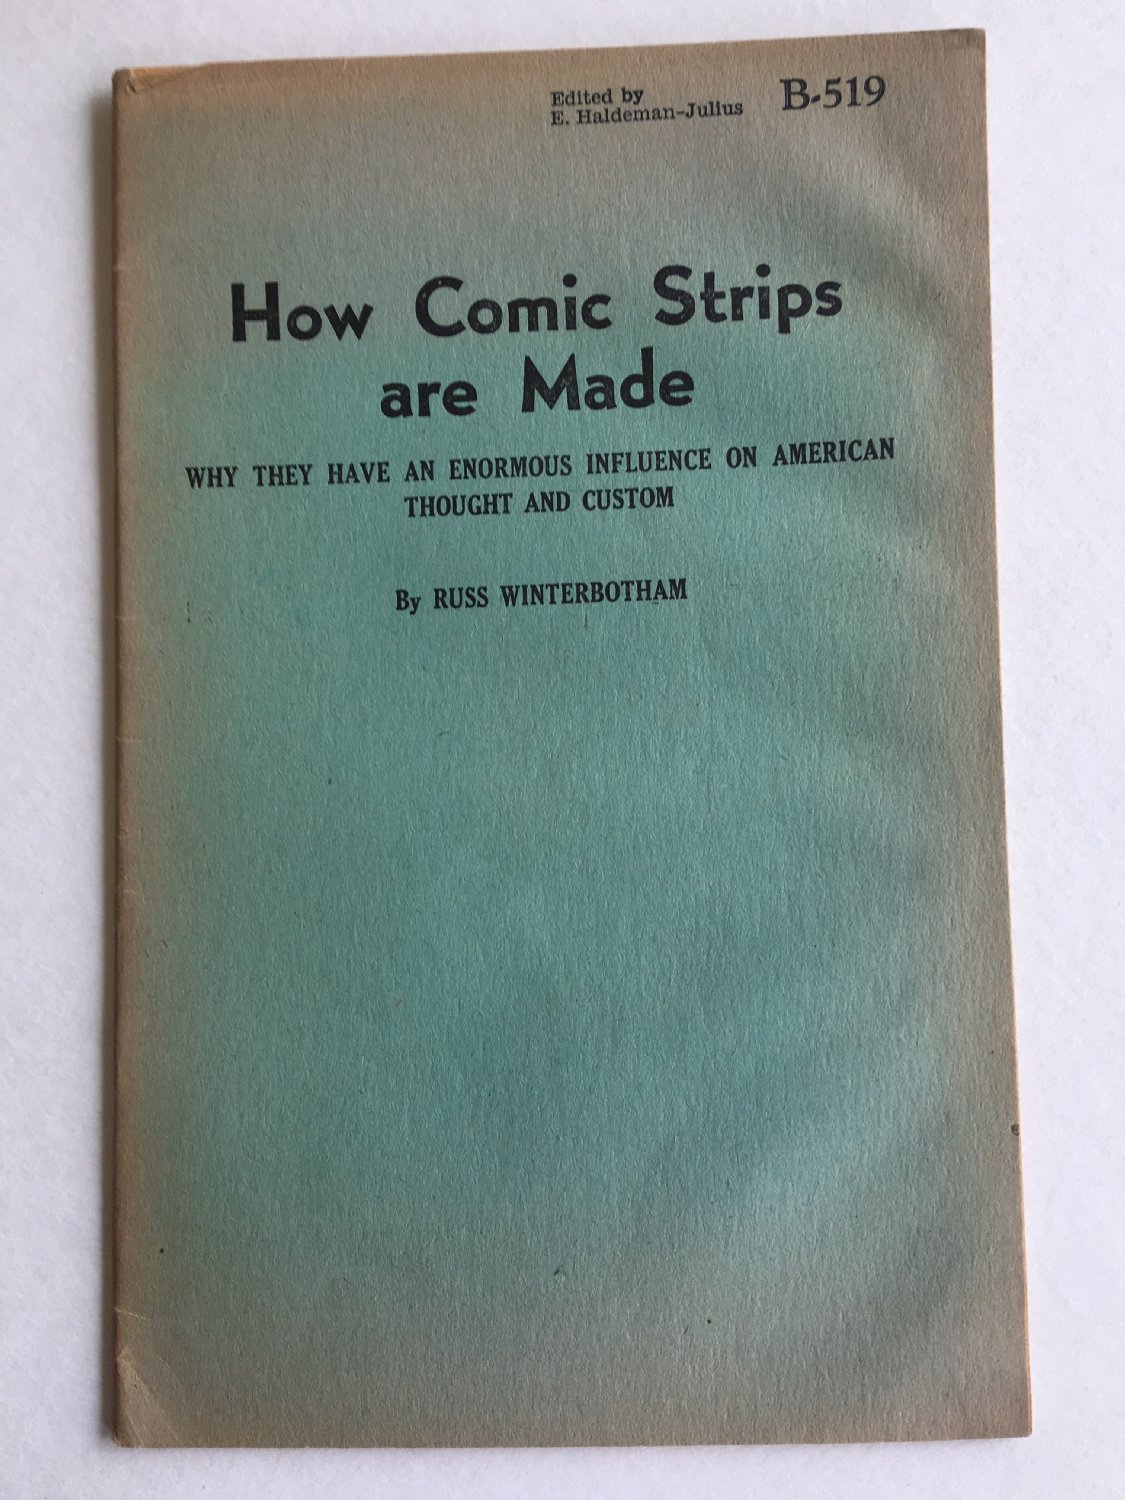 Edited by
E. Haldeman-Julius
B-519
How Comic Strips
are Made
WHY THEY HAVE AN ENORMOUS INFLUENCE ON AMERICAN
THOUGHT AND CUSTOM
By RUSS WINTERBOTHAM